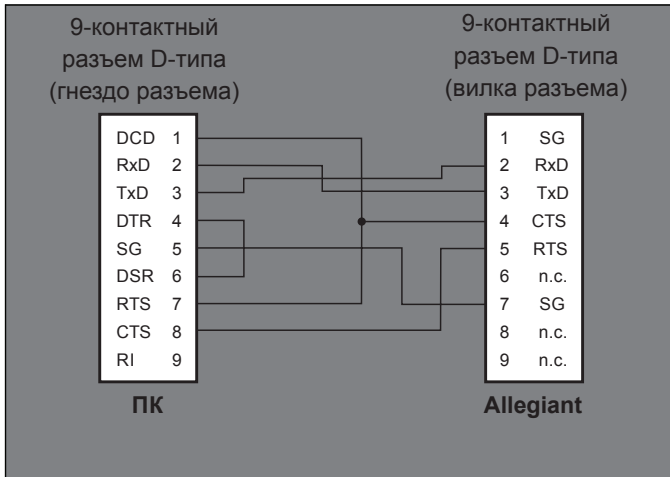 9-контактный
разъем D-типа
(гнездо разъема)
9-контактный
разъем D-типа
(вилка разъема)
DCD 1
RxD 2
TxD 3
DTR 4
SG 5
DSR 6
RTS 7
CTS 8
RI 9
1 SG
2 RxD
3 TxD
4 CTS
5 RTS
6 n.c.
7 SG
8 n.c.
9 n.c.
ПК
Allegiant